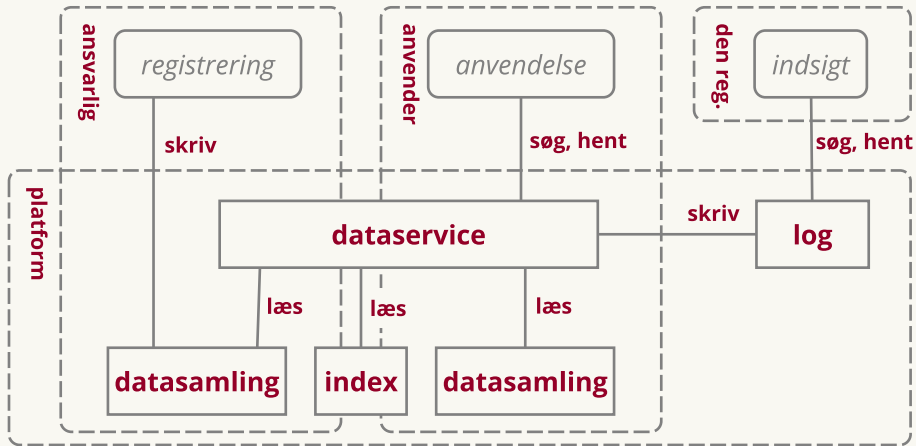 ansvarlig
registrering
anvender
anvendelse
den reg.
indsigt
skriv
søg, hent
søg, hent
platform
dataservice
skriv
log
læs
læs
læs
datasamling
index
datasamling